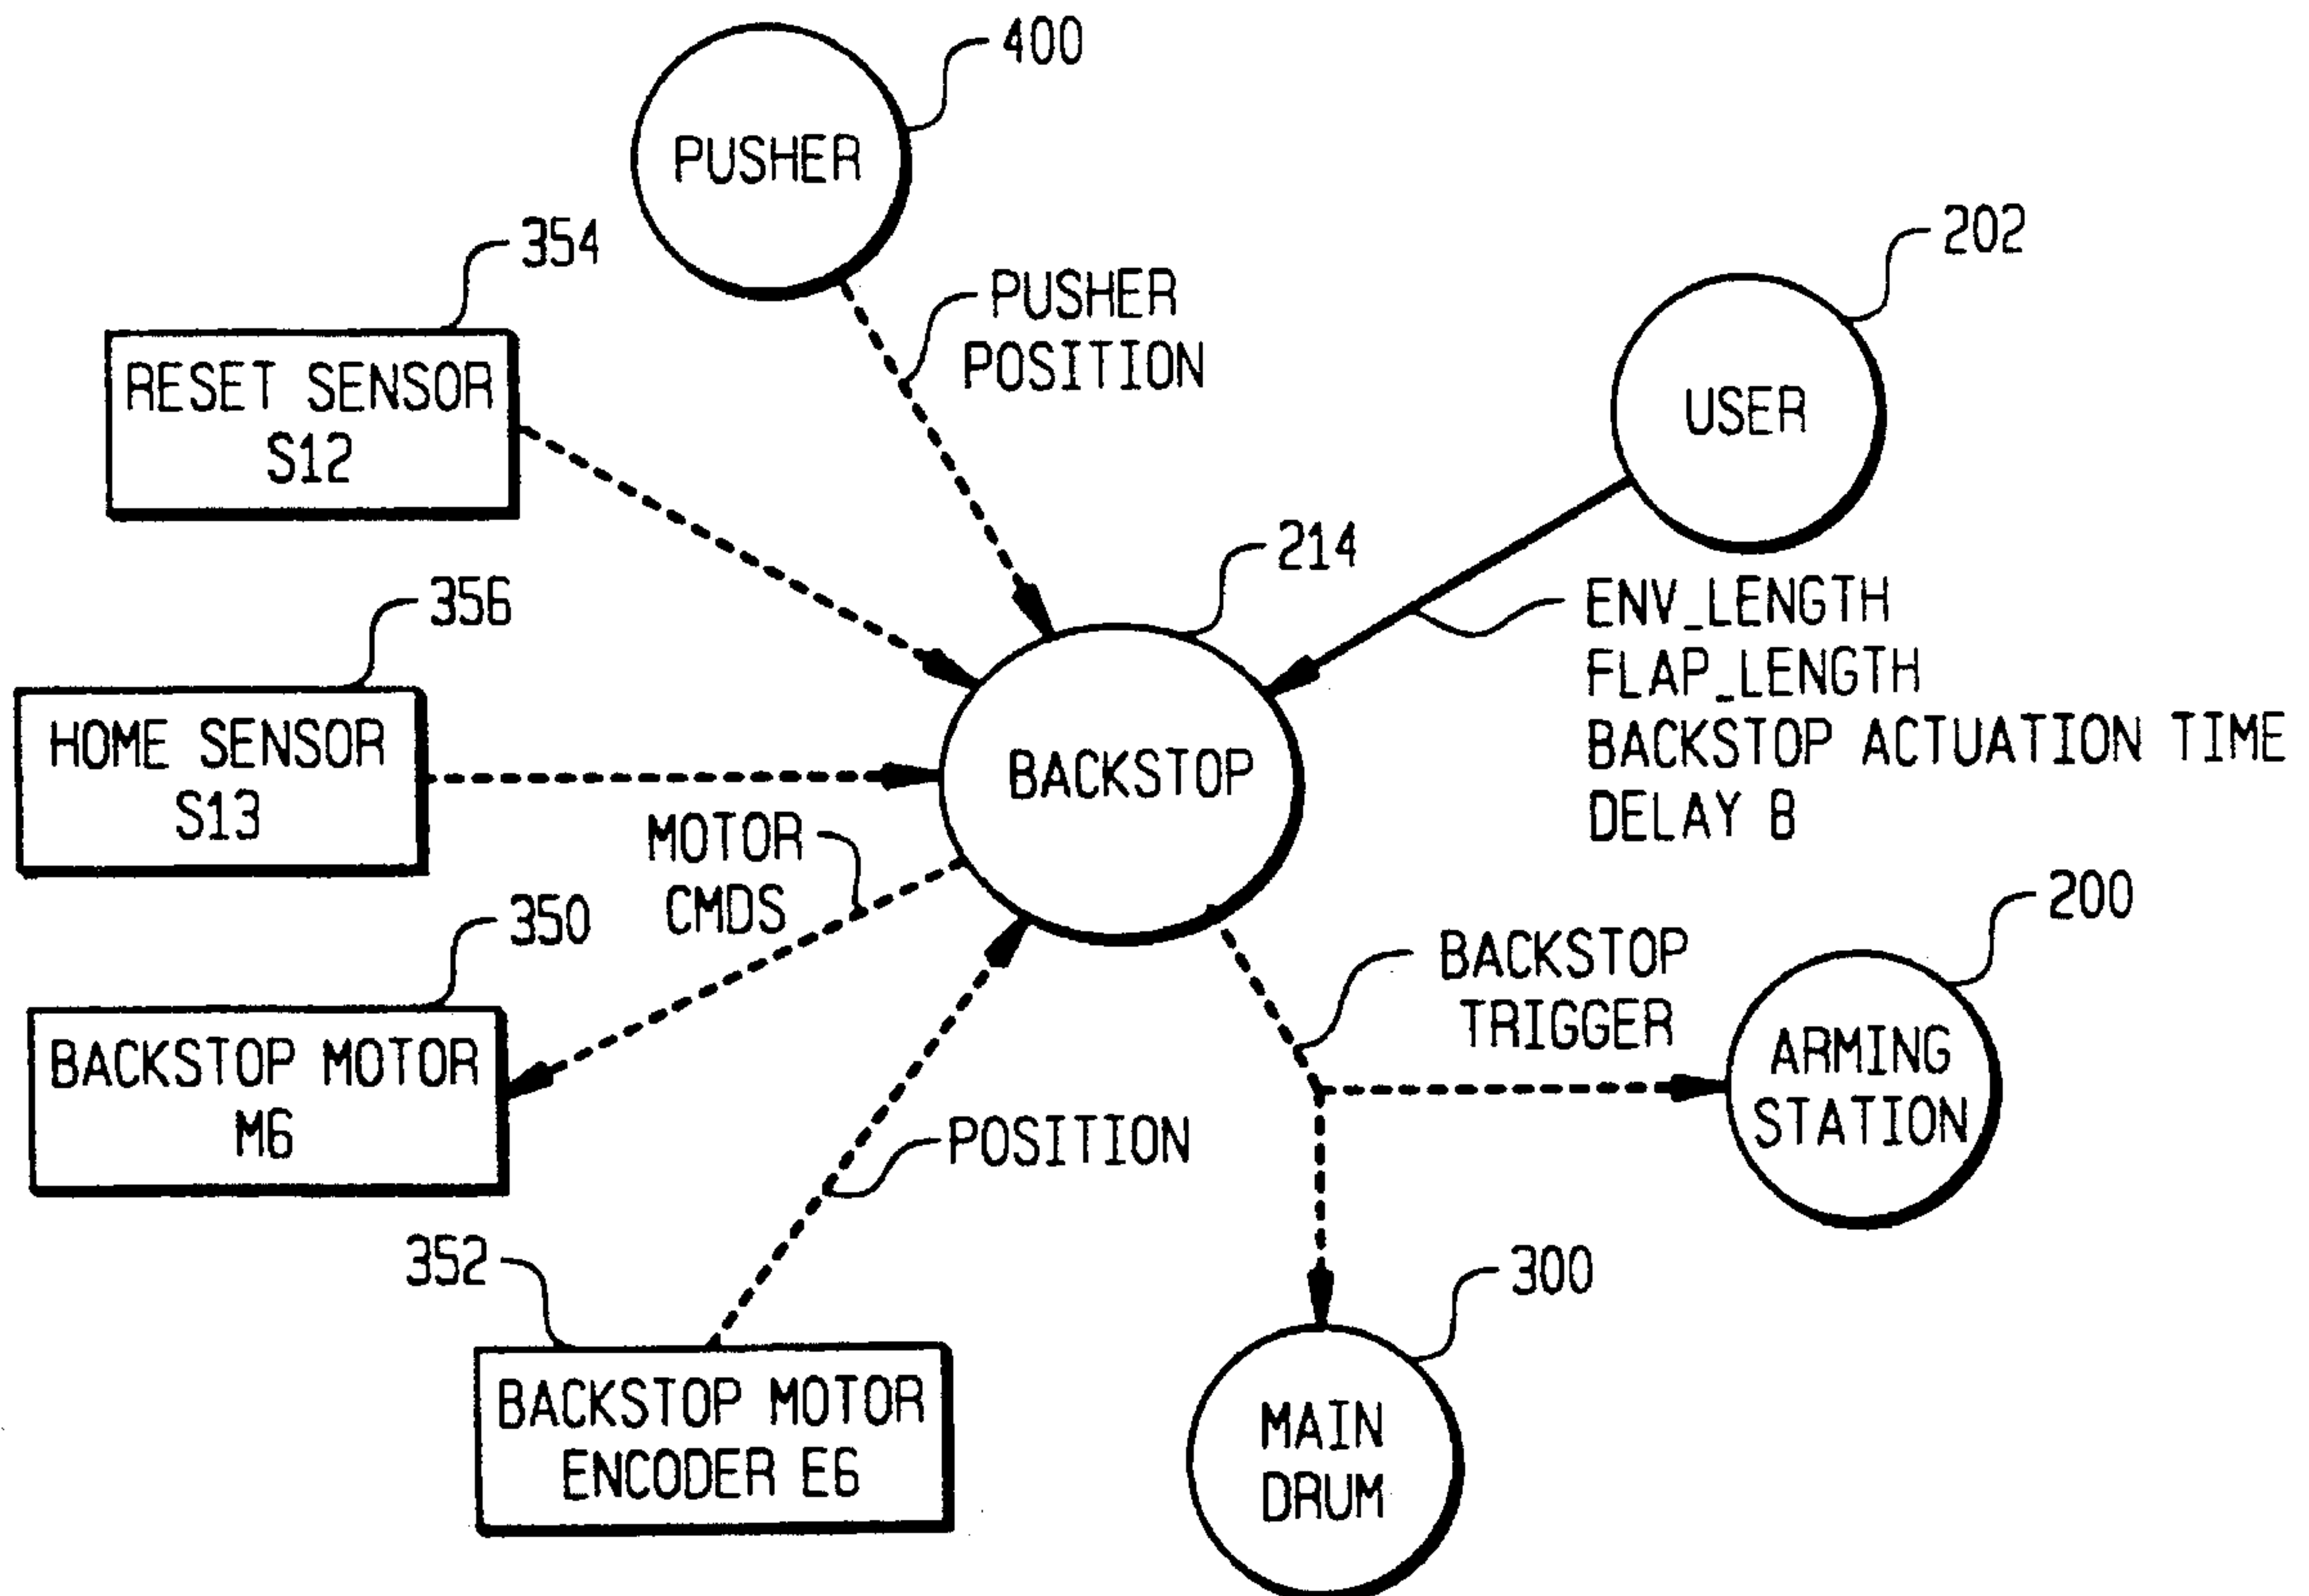 400
PUSHER
354
202
PUSHER
POSITION
RESET SENSOR
S12
USER
214
356
ENV_LENGTH
FLAP_LENGTH
BACKSTOP ACTUATION TIME
DELAY 8
HOME SENSOR
S13
BACKSTOP
MOTOR
CMDS
350
200
BACKSTOP
TRIGGER
BACKSTOP MOTOR
M6
ARMING
STATION
POSITION
352
300
BACKSTOP MOTOR
ENCODER E6
MAIN
DRUM